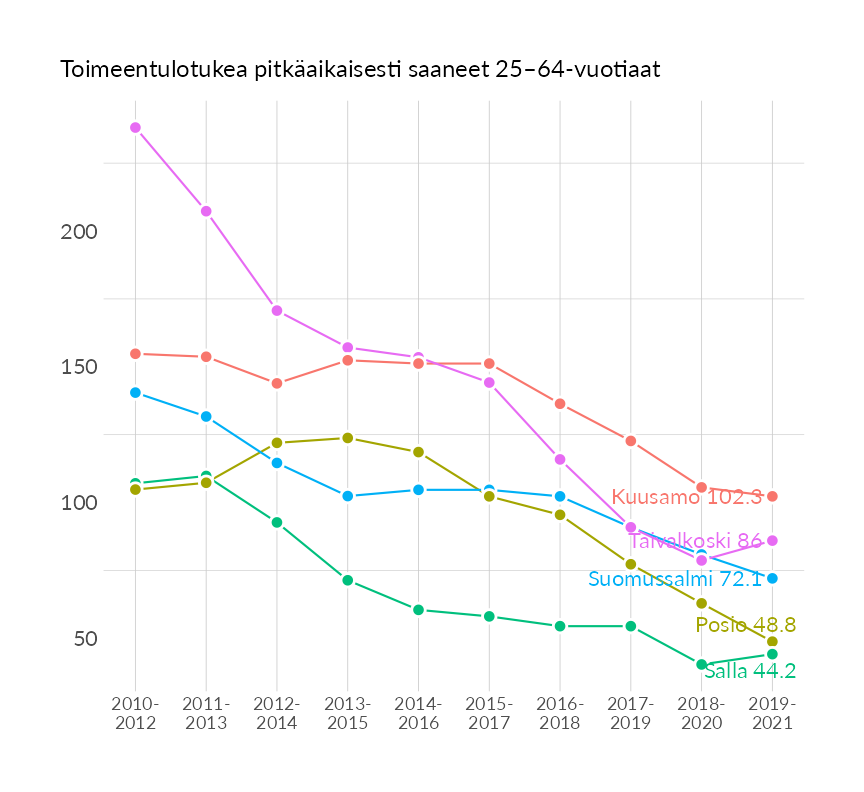 Toimeentulotukea pitkäaikaisesti saaneet 25–64-vuotiaat
200
150
100
50
Kuusamo 102.3
Taivalkoski 86
Suomussalmi 72.1
Posio 48.8
Salla 44.2
2010- 2011- 2012- 2013- 2014- 2015- 2016- 2017- 2018- 2019-
2012 2013 2014 2015 2016 2017 2018 2019 2020 2021